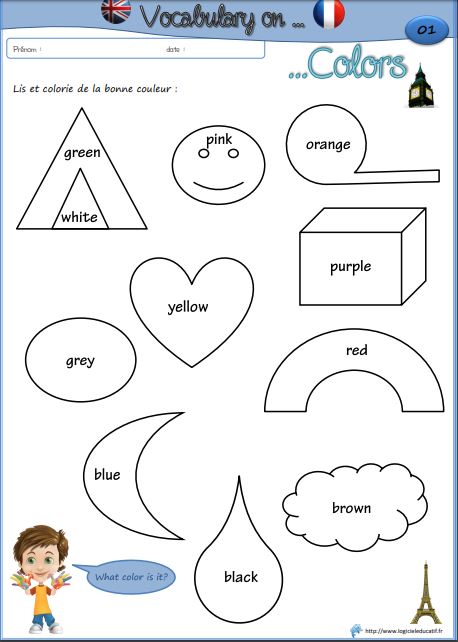 Vocabulary on ...
01
Prénom : date :
...Colors
Lis et colorie de la bonne couleur :
pink
orange
green
white
purple
yellow
red
grey
blue
brown
What color is it?
black
http://www.logicieleducatif.fr